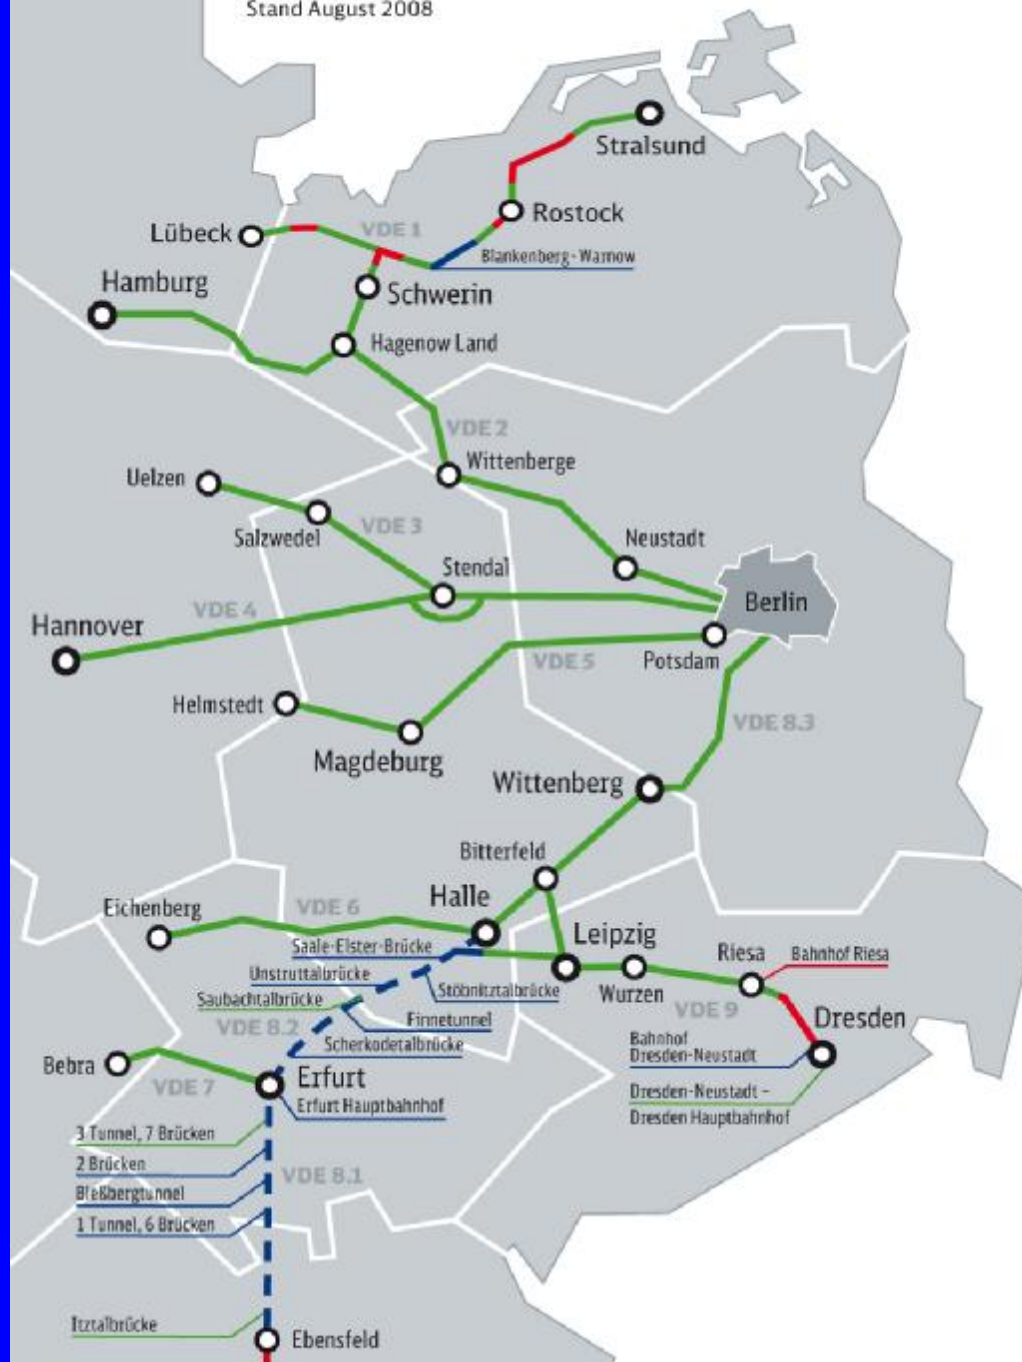 Stand August 2008
Stralsund
Rostock
Lübeck
VDE 1
Blankenberg-Warnow
Hamburg
Schwerin
Hagenow Land
VDE 2
Wittenberge
Uelzen
VDE 3
Salzwedel
Neustadt
Stendal
VDE 4
Berlin
Hannover
VDE 5
Potsdam
Helmstedt
VDE 8.3
Magdeburg
Wittenberg
Bitterfeld
Halle
Eichenberg
VDE 6
Leipzig
Saale-Elster-Brücke
Riesa
Bahnhof Riesa
Unstruttalbrücke
Stöbnitztalbrücke
Wurzen
Saubachtalbrücke
VDE 9
Finnetunnel
Dresden
VDE 8.2
Scherkodetalbrücke
Bahnhof
Dresden-Neustadt
Bebra
VDE 7
Erfurt
Erfurt Hauptbahnhof
Dresden-Neustadt –
Dresden Hauptbahnhof
3 Tunnel, 7 Brücken
2 Brücken
VDE 8.1
Bleßbergtunnel
1 Tunnel, 6 Brücken
Itztalbrücke
Ebensfeld